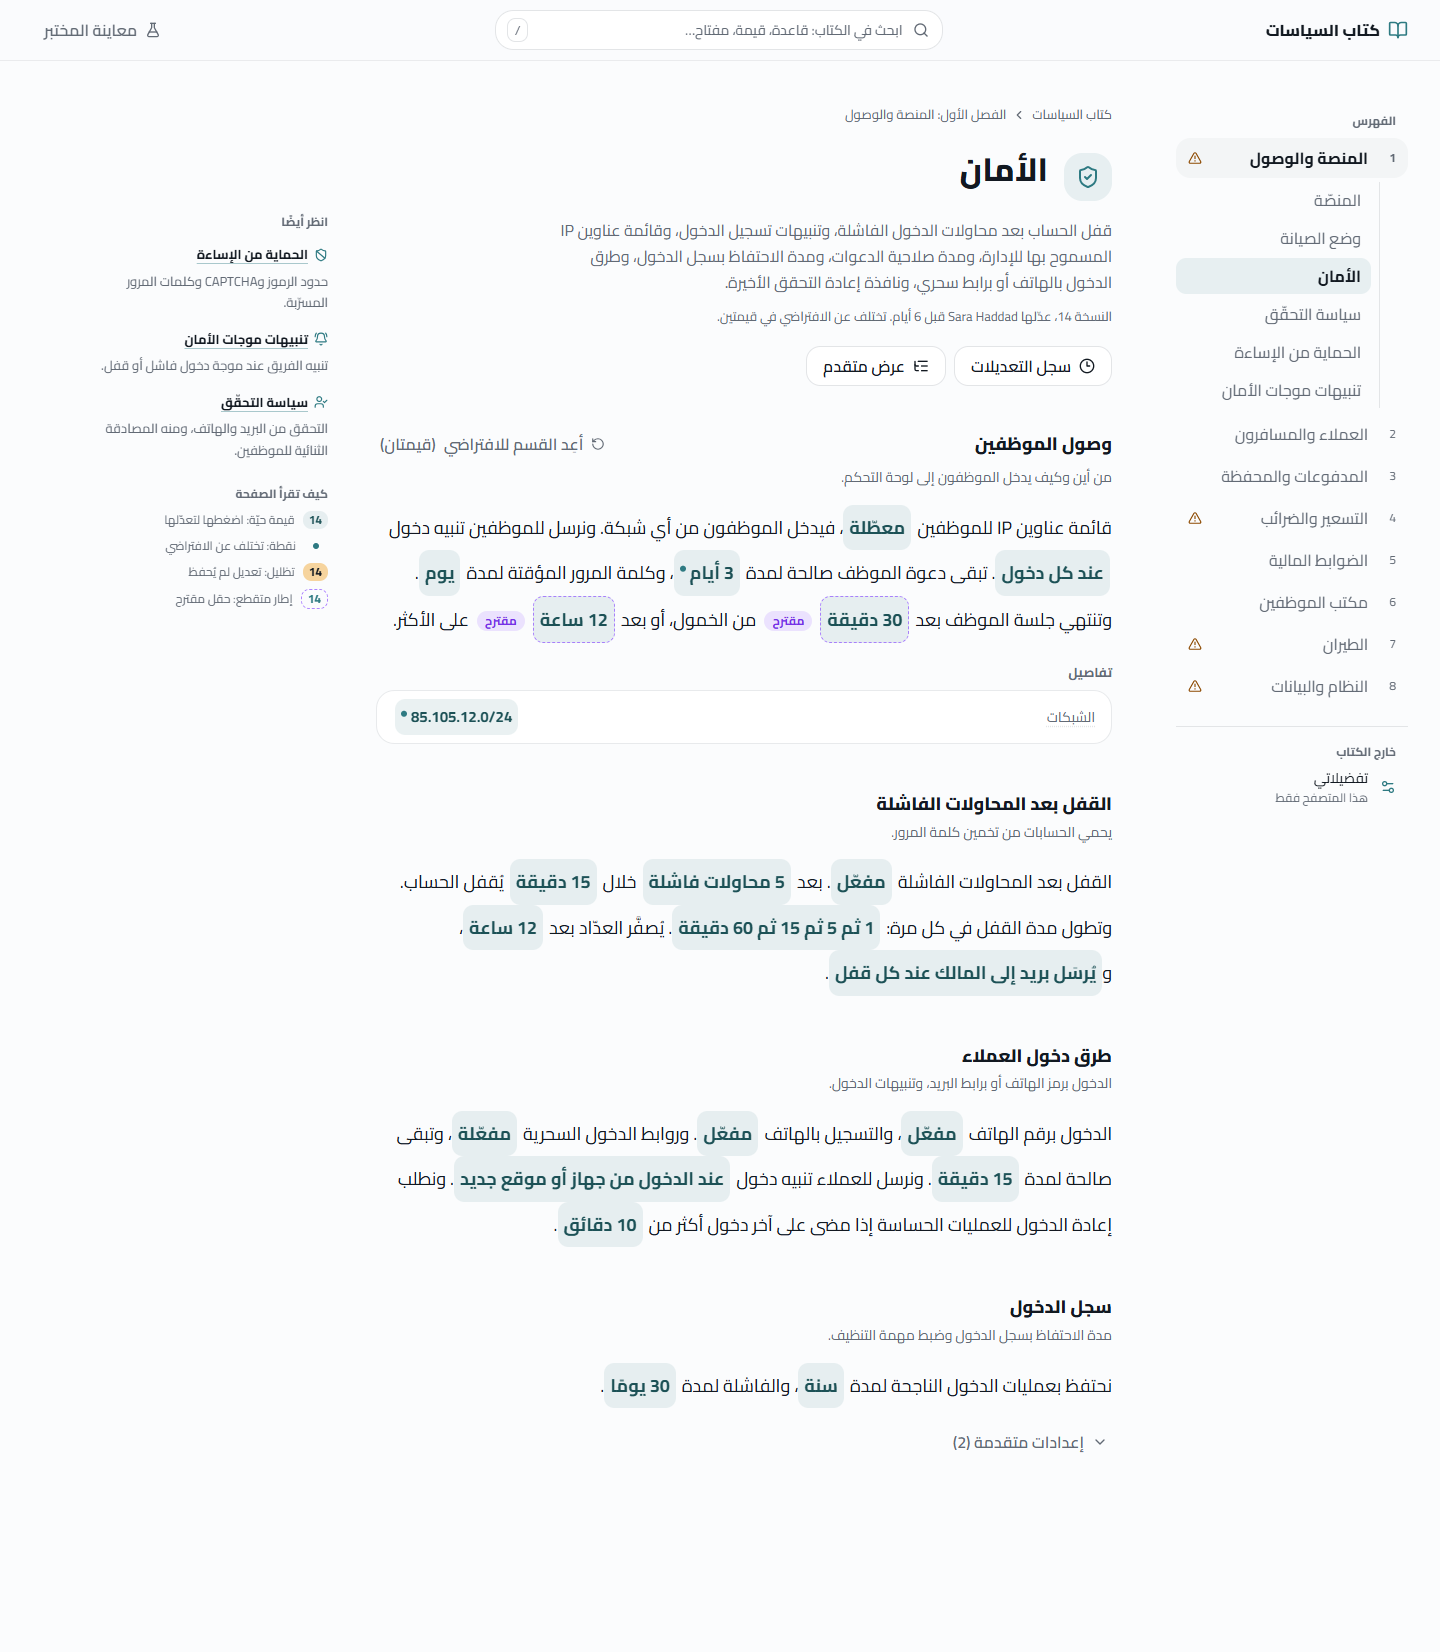 كتاب السياسات
ابحث في الكتاب: قاعدة، قيمة، مفتاح...
/
معاينة المختبر
الفهرس
1 المنصة والوصول
المنصّة
وضع الصيانة
الأمان
سياسة التحقّق
الحماية من الإساءة
تنبيهات موجات الأمان
2 العملاء والمسافرون
3 المدفوعات والمحفظة
4 التسعير والضرائب
5 الضوابط المالية
6 مكتب الموظفين
7 الطيران
8 النظام والبيانات
خارج الكتاب
تفضيلاتي
هذا المتصفح فقط
كتاب السياسات
الفصل الأول: المنصة والوصول
الأمان
قفل الحساب بعد محاولات الدخول الفاشلة، وتنبيهات تسجيل الدخول، وقائمة عناوين IP
المسموح بها للإدارة، ومدة صلاحية الدعوات، ومدة الاحتفاظ بسجل الدخول، وطرق
الدخول بالهاتف أو برابط سحري، ونافذة إعادة التحقق الأخيرة.
النسخة 14، عدّلها Sara Haddad قبل 6 أيام. تختلف عن الافتراضي في قيمتين.
سجل التعديلات
عرض متقدم
وصول الموظفين
أعِد القسم للافتراضي (قيمتان)
من أين وكيف يدخل الموظفون إلى لوحة التحكم.
قائمة عناوين IP للموظفين معطّلة، فيدخل الموظفون من أي شبكة. ونرسل للموظفين تنبيه دخول
عند كل دخول. تبقى دعوة الموظف صالحة لمدة 3 أيام، وكلمة المرور المؤقتة لمدة يوم.
وتنتهي جلسة الموظف بعد 30 دقيقة مقترح من الخمول، أو بعد 12 ساعة مقترح على الأكثر.
تفاصيل
الشبكات
85.105.12.0/24
القفل بعد المحاولات الفاشلة
يحمي الحسابات من تخمين كلمة المرور.
القفل بعد المحاولات الفاشلة مفعّل. بعد 5 محاولات فاشلة خلال 15 دقيقة يُقفل الحساب.
وتطول مدة القفل في كل مرة: 1 ثم 5 ثم 15 ثم 60 دقيقة. يُصفَّر العدّاد بعد 12 ساعة،
ويُرسَل بريد إلى المالك عند كل قفل.
طرق دخول العملاء
الدخول برمز الهاتف أو برابط البريد، وتنبيهات الدخول.
الدخول برقم الهاتف مفعّل، والتسجيل بالهاتف مفعّل. وروابط الدخول السحرية مفعّلة، وتبقى
صالحة لمدة 15 دقيقة. ونرسل للعملاء تنبيه دخول عند الدخول من جهاز أو موقع جديد. ونطلب
إعادة الدخول للعمليات الحساسة إذا مضى على آخر دخول أكثر من 10 دقائق.
سجل الدخول
مدة الاحتفاظ بسجل الدخول وضبط مهمة التنظيف.
نحتفظ بعمليات الدخول الناجحة لمدة سنة، والفاشلة لمدة 30 يومًا.
إعدادات متقدمة (2)
انظر أيضًا
الحماية من الإساءة
حدود الرموز وCAPTCHA وكلمات المرور
المسرّبة.
تنبيهات موجات الأمان
تنبيه الفريق عند موجة دخول فاشل أو قفل.
سياسة التحقّق
التحقق من البريد والهاتف، ومنه المصادقة
الثنائية للموظفين.
كيف تقرأ الصفحة
14 قيمة حيّة: اضغطها لتعدّلها
نقطة: تختلف عن الافتراضي
14 تظليل: تعديل لم يُحفظ
14 إطار متقطع: حقل مقترح